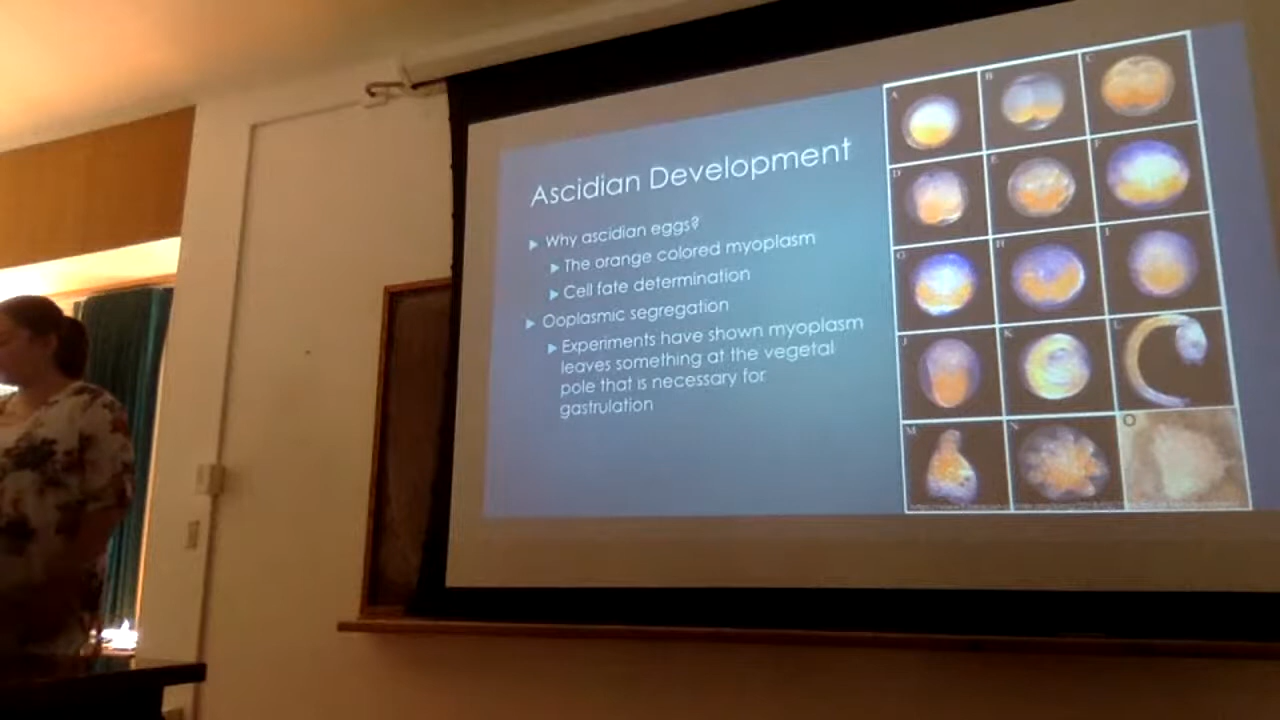 Ascidian Development
Why ascidian eggs?
The orange colored myoplasm
Cell fate determination
Ooplasmic segregation
Experiments have shown myoplasm
leaves something at the vegetal
pole that is necessary for
gastrulation
A
B
C
D
E
F
G
H
I
J
K
L
M
N
O